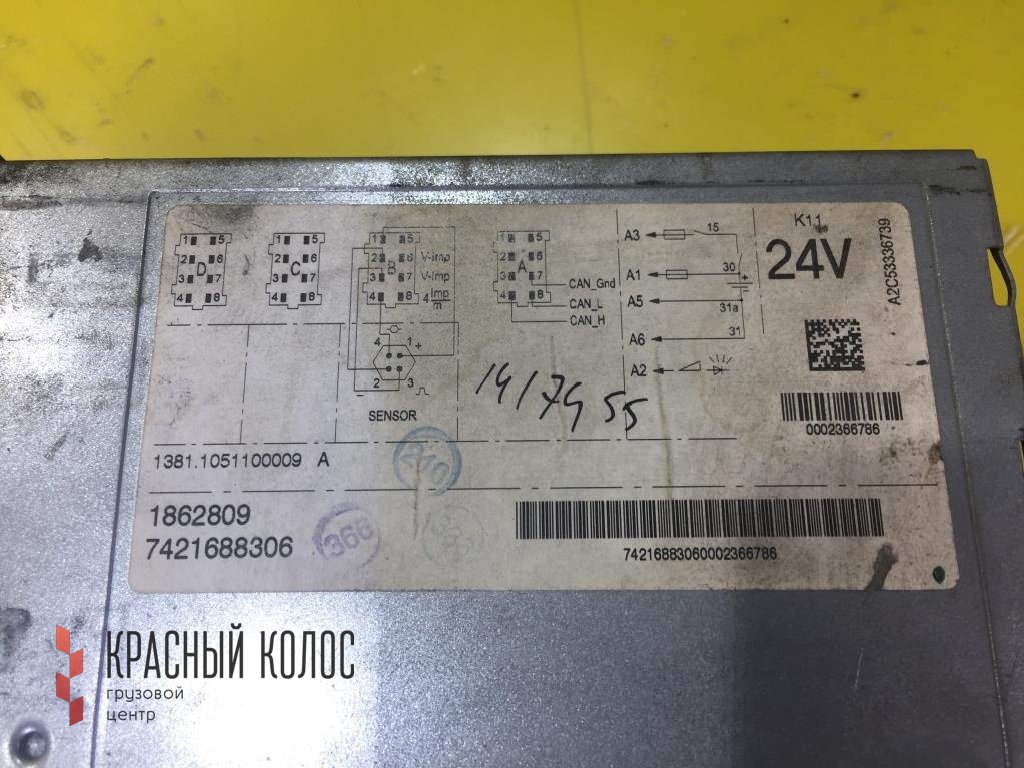 K11
24V
A2C53336739
1 5
2 6
3 7
4 8
D
1 5
2 6
3 7
4 8
C
1 5
2 6 V-imp
3 7 V-imp
4 8 4 Imp/m
B
1 5
2 6
3 7
4 8
A
CAN_Gnd
CAN_L
CAN_H
A3 15
A1 30
A5 31a
A6 31
A2
4 1 +
2 3
SENSOR
1417455
0002366786
1381.1051100009 A
210
1862809
7421688306
366
74216883060002366786
КРАСНЫЙ КОЛОС
грузовой
центр